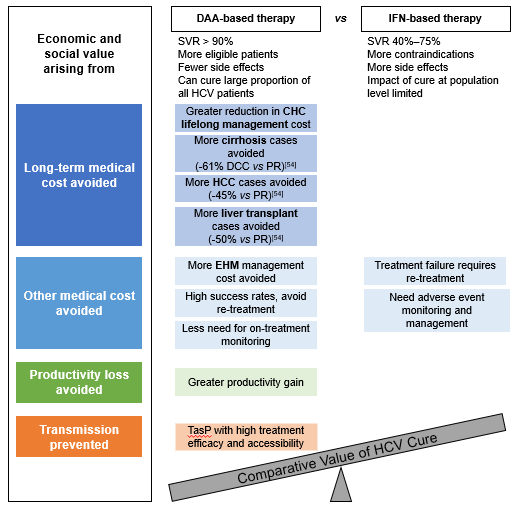 Economic and
social value
arising from
DAA-based therapy
vs
IFN-based therapy
SVR > 90%
More eligible patients
Fewer side effects
Can cure large proportion of
all HCV patients
SVR 40%–75%
More contraindications
More side effects
Impact of cure at population
level limited
Long-term medical
cost avoided
Greater reduction in CHC
lifelong management cost
More cirrhosis cases
avoided
(-61% DCC vs PR)[54]
More HCC cases avoided
(-45% vs PR)[54]
More liver transplant
cases avoided
(-50% vs PR)[54]
Other medical cost
avoided
More EHM management
cost avoided
High success rates, avoid
re-treatment
Less need for on-treatment
monitoring
Treatment failure requires
re-treatment
Need adverse event
monitoring and
management
Productivity loss
avoided
Greater productivity gain
Transmission
prevented
TasP with high treatment
efficacy and accessibility
Comparative Value of HCV Cure